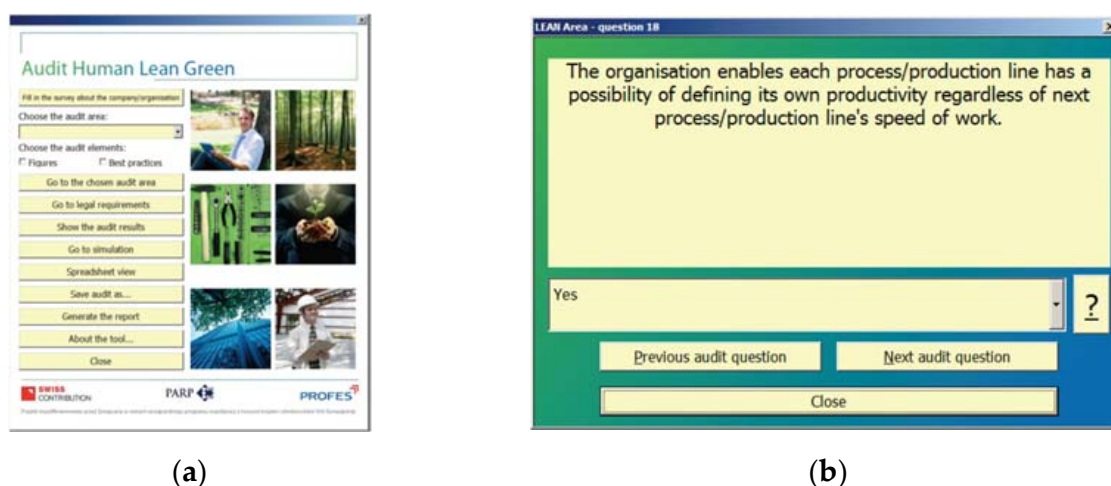 Audit Human Lean Green
Fill in the survey about the company/organisation
Choose the audit area:
Choose the audit elements:
Figures Best practices
Go to the chosen audit area
Go to legal requirements
Show the audit results
Go to simulation
Spreadsheet view
Save audit as...
Generate the report
About the tool...
Close
SWISS
CONTRIBUTION
PARP
PROFES
(a)
LEAN Area - question 18
The organisation enables each process/production line has a
possibility of defining its own productivity regardless of next
process/production line's speed of work.
Yes
?
Previous audit question Next audit question
Close
(b)